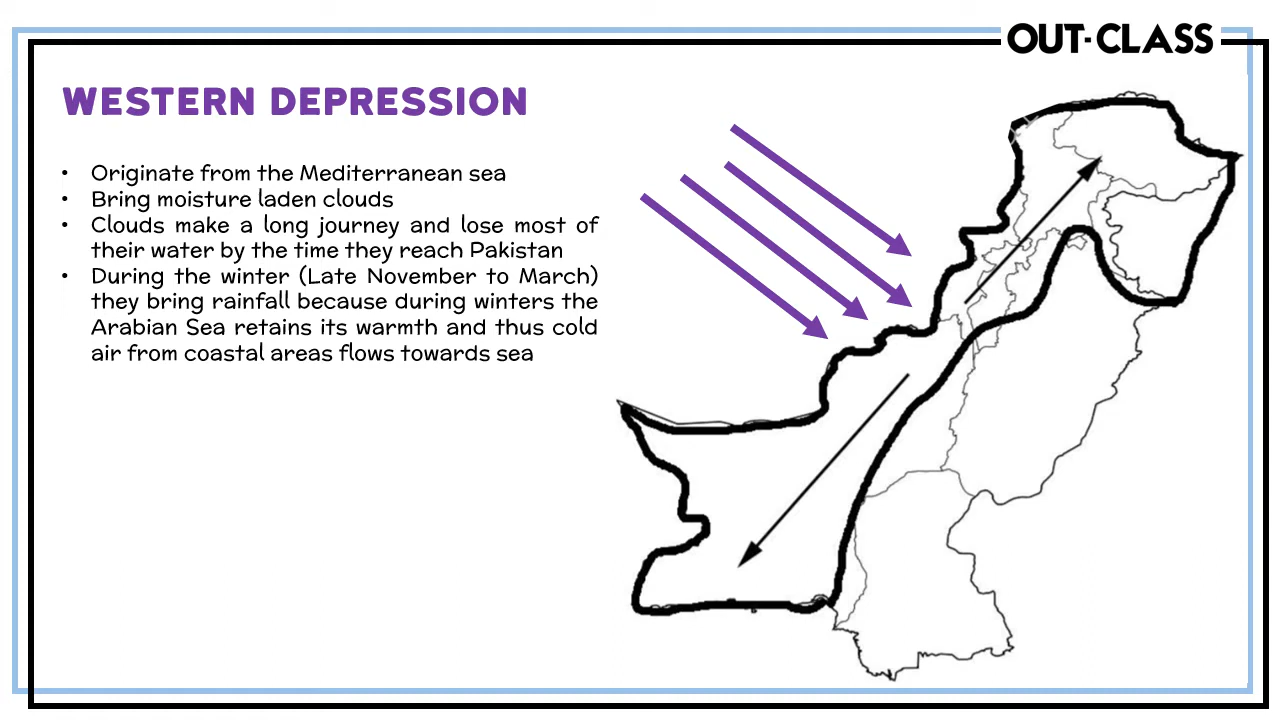 OUT-CLASS
WESTERN DEPRESSION
• Originate from the Mediterranean sea
• Bring moisture laden clouds
• Clouds make a long journey and lose most of
their water by the time they reach Pakistan
• During the winter (Late November to March)
they bring rainfall because during winters the
Arabian Sea retains its warmth and thus cold
air from coastal areas flows towards sea